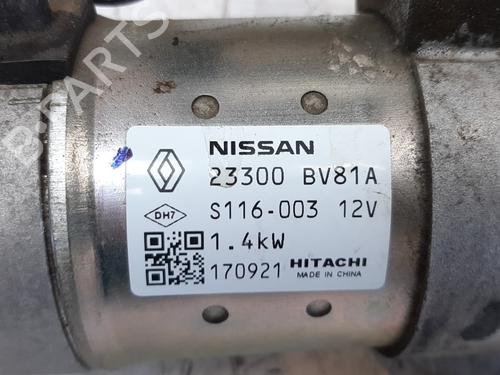 B-PARTS
NISSAN
23300 BV81A
DH7
S116-003 12V
1.4kW
170921 HITACHI
MADE IN CHINA